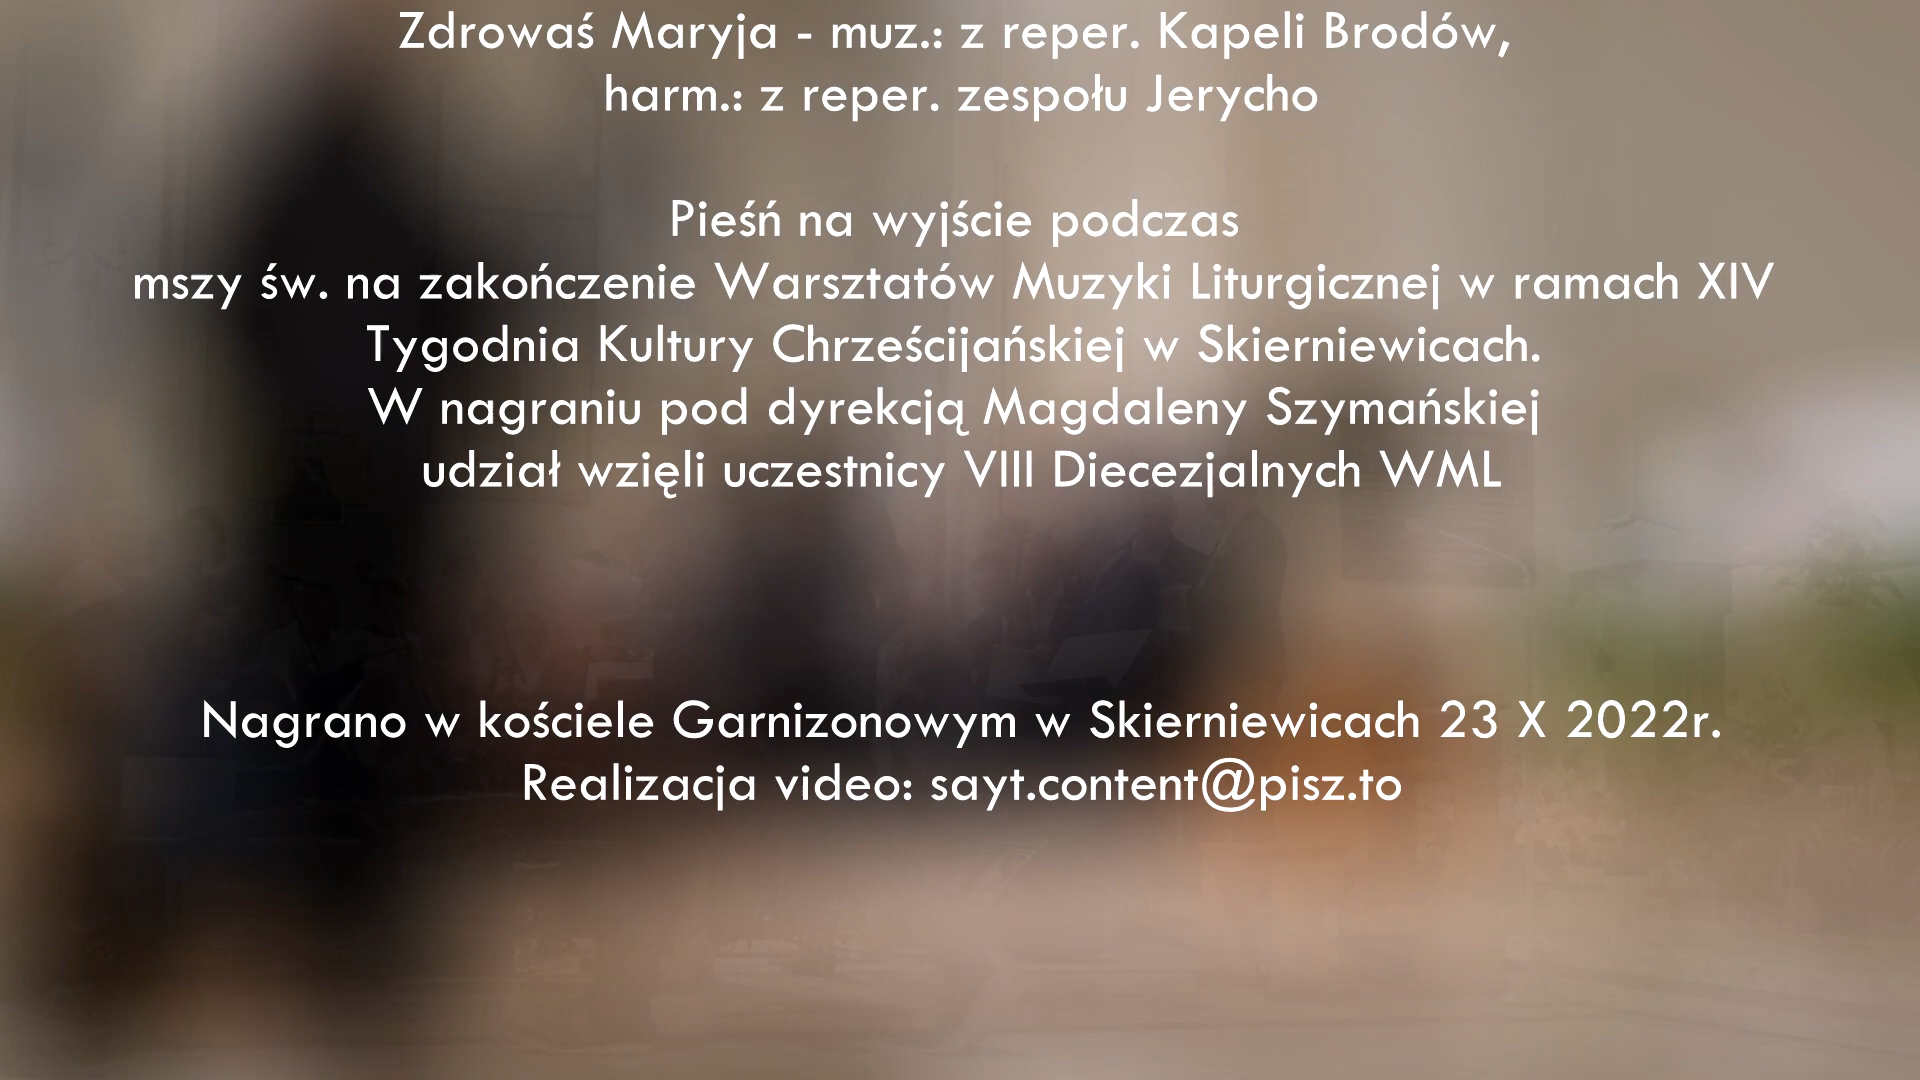 Zdrowaś Maryja - muz.: z reper. Kapeli Brodów,
harm.: z reper. zespołu Jerycho
Pieśń na wyjście podczas
mszy św. na zakończenie Warsztatów Muzyki Liturgicznej w ramach XIV
Tygodnia Kultury Chrześcijańskiej w Skierniewicach.
W nagraniu pod dyrekcją Magdaleny Szymańskiej
udział wzięli uczestnicy VIII Diecezjalnych WML
Nagrano w kościele Garnizonowym w Skierniewicach 23 X 2022r.
Realizacja video: sayt.content@pisz.to